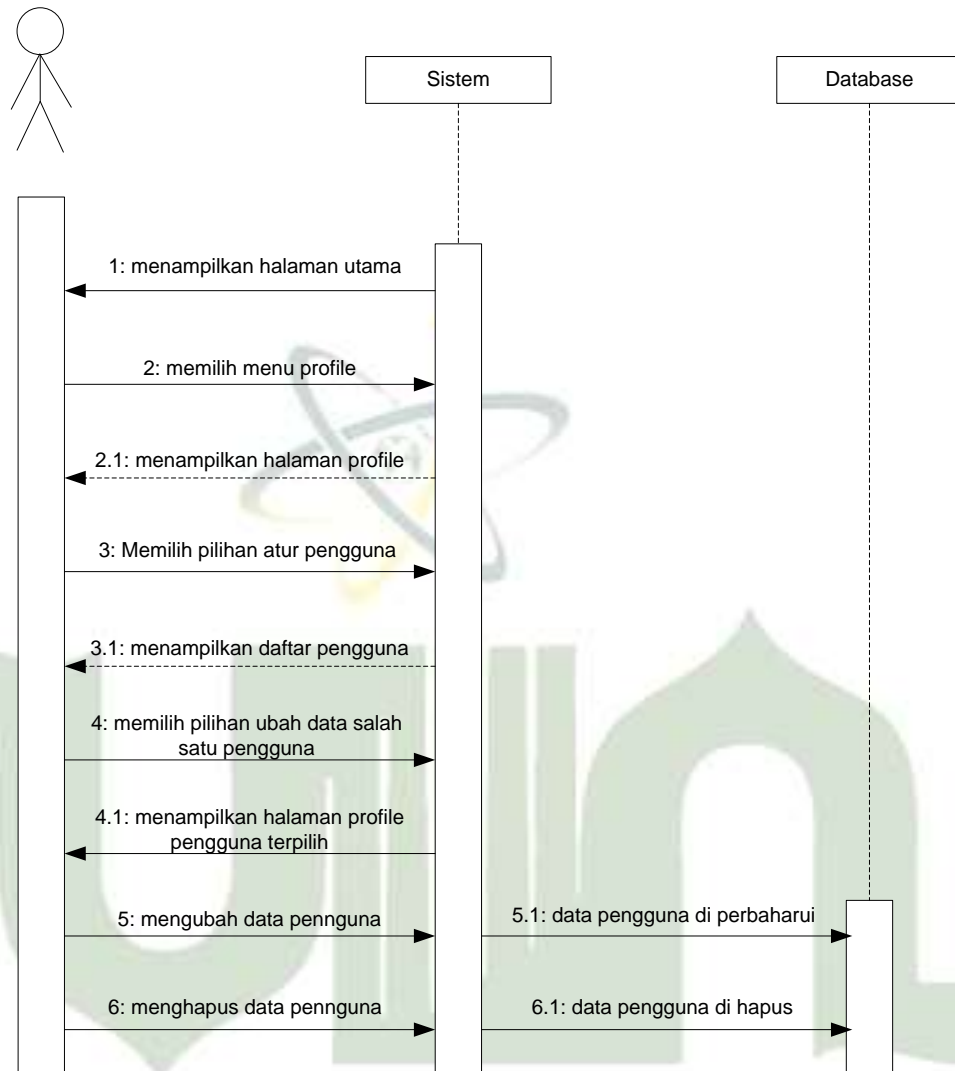 Sistem
Database
1: menampilkan halaman utama
2: memilih menu profile
2.1: menampilkan halaman profile
3: Memilih pilihan atur pengguna
3.1: menampilkan daftar pengguna
4: memilih pilihan ubah data salah
satu pengguna
4.1: menampilkan halaman profile
pengguna terpilih
5: mengubah data pennguna
5.1: data pengguna di perbaharui
6: menghapus data pennguna
6.1: data pengguna di hapus